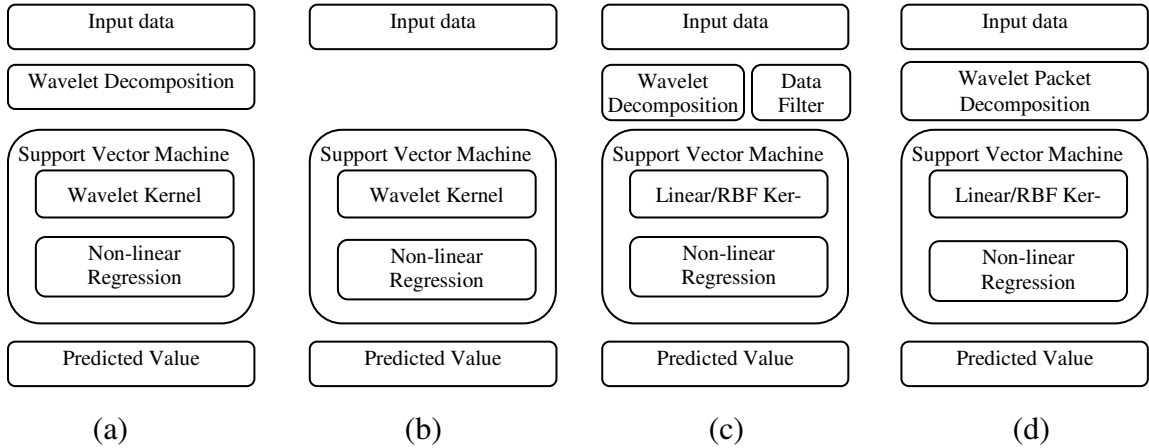 Input data
Wavelet Decomposition
Support Vector Machine
Wavelet Kernel
Non-linear
Regression
Predicted Value
(a)
Input data
Support Vector Machine
Wavelet Kernel
Non-linear
Regression
Predicted Value
(b)
Input data
Wavelet
Decomposition
Data
Filter
Support Vector Machine
Linear/RBF Ker-
Non-linear
Regression
Predicted Value
(c)
Input data
Wavelet Packet
Decomposition
Support Vector Machine
Linear/RBF Ker-
Non-linear
Regression
Predicted Value
(d)